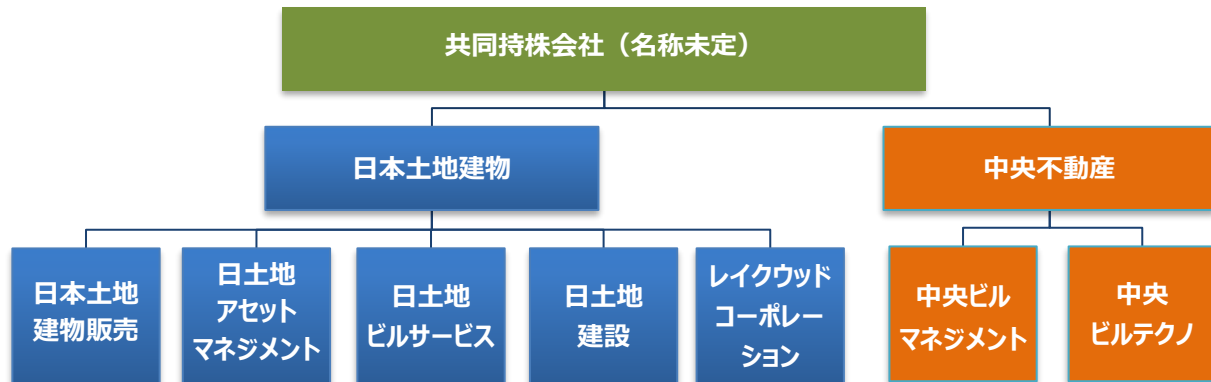 共同持株会社（名称未定）
日本土地建物
中央不動産
日本土地
建物販売
日土地
アセット
マネジメント
日土地
ビルサービス
日土地
建設
レイクウッド
コーポレー
ション
中央ビル
マネジメント
中央
ビルテクノ